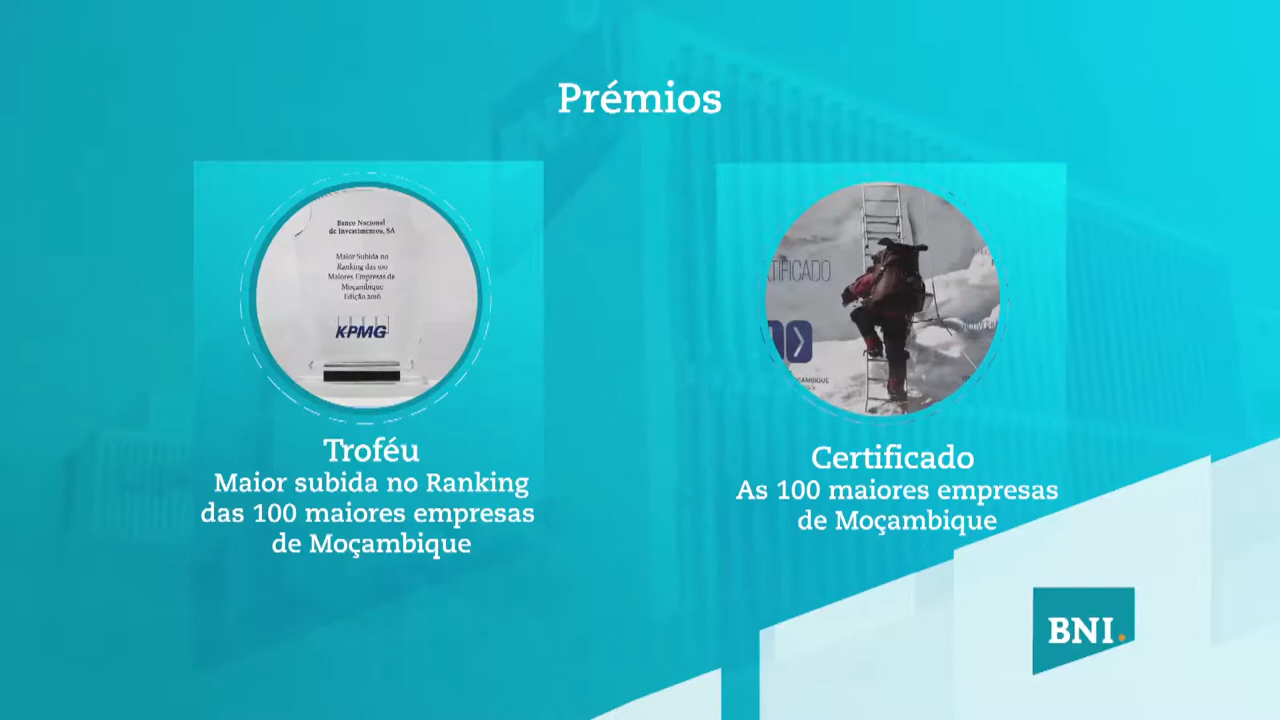 Prémios
Banco Nacional
de Investimentos, SA
Maior Subida no
Ranking das 100
Maiores Empresas de
Moçambique
Edição 2016
KPMG
Troféu
Maior subida no Ranking
das 100 maiores empresas
de Moçambique
TIFICADO
Certificado
As 100 maiores empresas
de Moçambique
BNI.